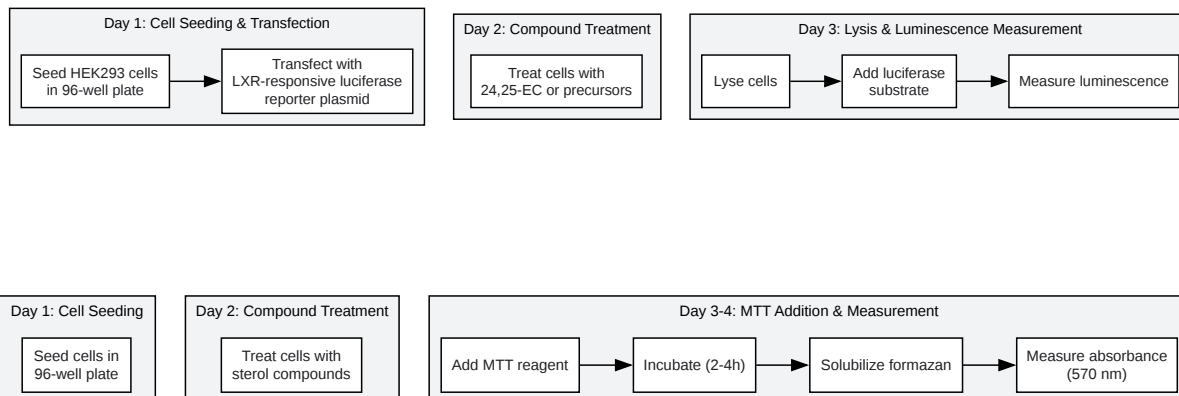 Day 1: Cell Seeding & Transfection
Seed HEK293 cells
in 96-well plate
Transfect with
LXR-responsive luciferase
reporter plasmid
Day 2: Compound Treatment
Treat cells with
24,25-EC or precursors
Day 3: Lysis & Luminescence Measurement
Lyse cells
Add luciferase
substrate
Measure luminescence
Day 1: Cell Seeding
Seed cells in
96-well plate
Day 2: Compound Treatment
Treat cells with
sterol compounds
Day 3-4: MTT Addition & Measurement
Add MTT reagent
Incubate (2-4h)
Solubilize formazan
Measure absorbance
(570 nm)